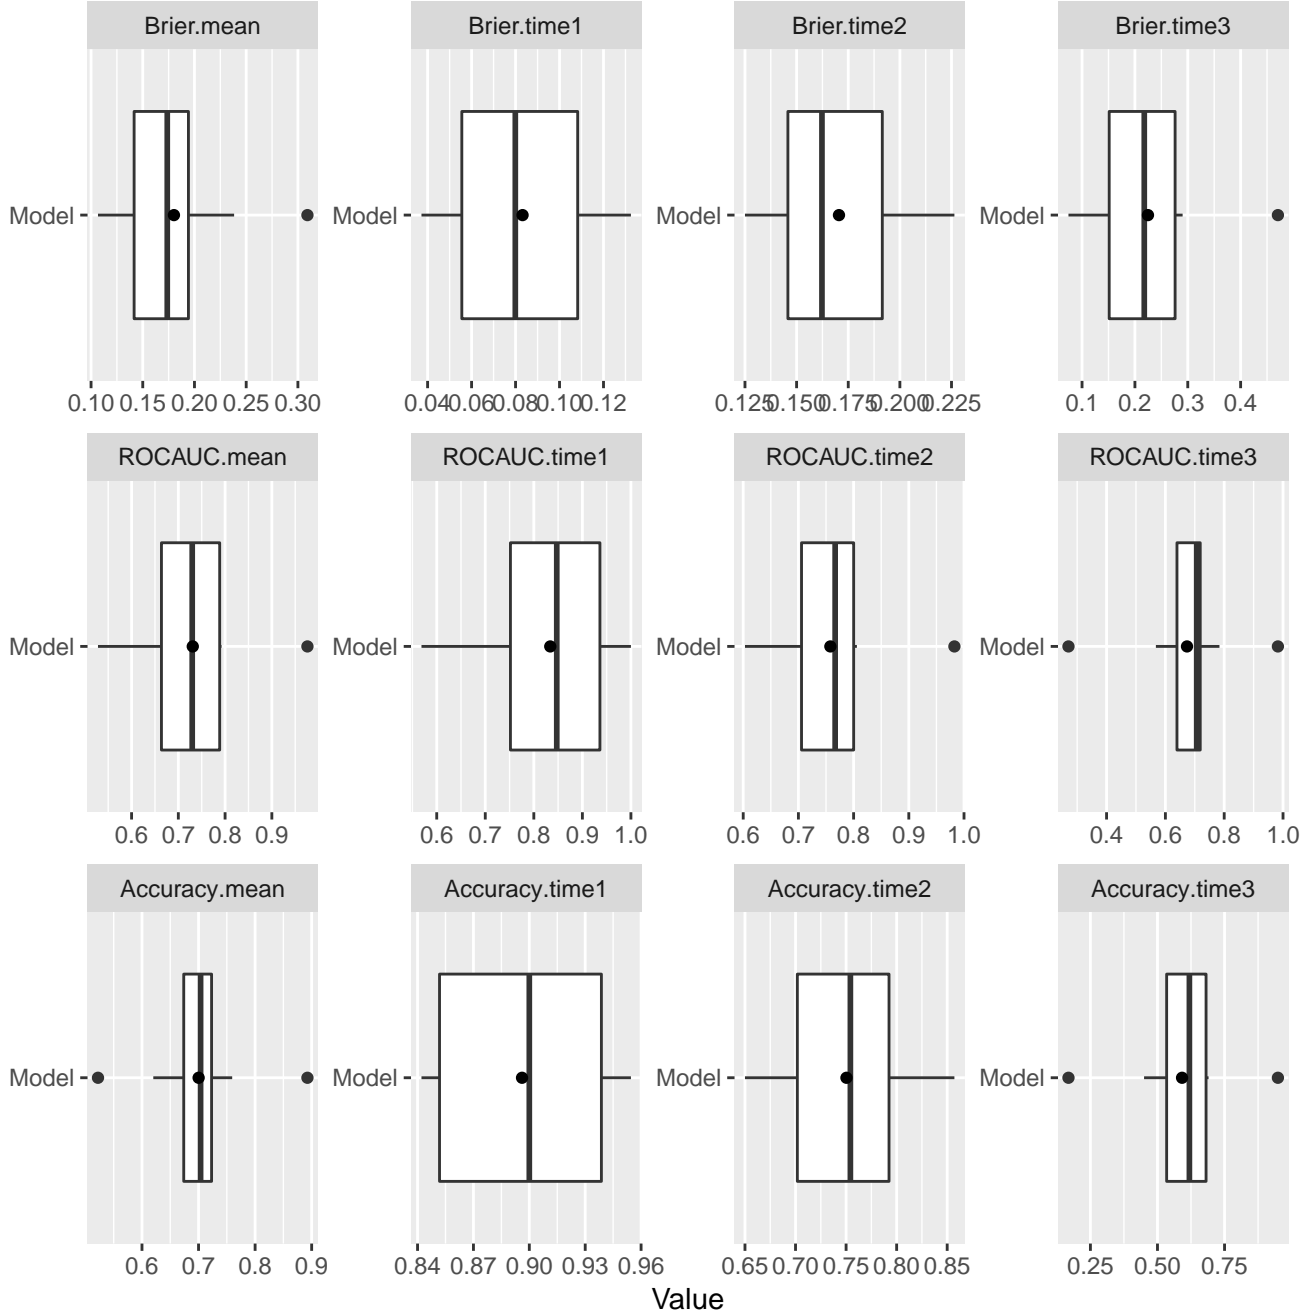 Brier.mean Brier.time1 Brier.time2 Brier.time3
Model Model Model Model
0.10 0.15 0.20 0.25 0.30 0.04 0.06 0.08 0.10 0.12 0.125 0.150 0.175 0.200 0.225 0.1 0.2 0.3 0.4
ROCAUC.mean ROCAUC.time1 ROCAUC.time2 ROCAUC.time3
Model Model Model Model
0.6 0.7 0.8 0.9 0.6 0.7 0.8 0.9 1.0 0.6 0.7 0.8 0.9 1.0 0.4 0.6 0.8 1.0
Accuracy.mean Accuracy.time1 Accuracy.time2 Accuracy.time3
Model Model Model Model
0.6 0.7 0.8 0.9 0.84 0.87 0.90 0.93 0.96 0.65 0.70 0.75 0.80 0.85 0.25 0.50 0.75
Value